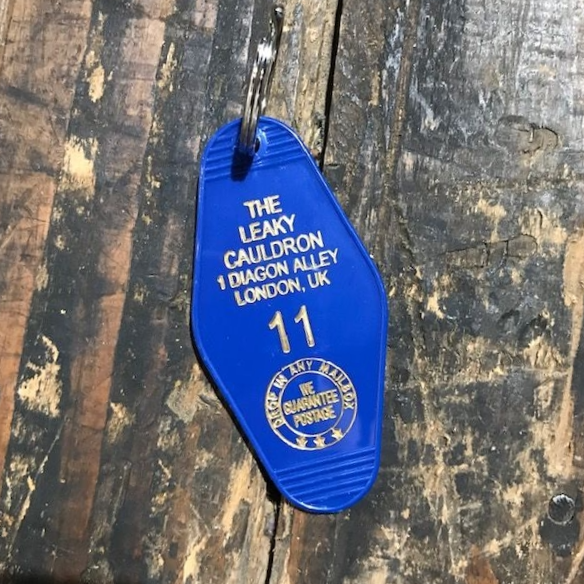 THE
LEAKY
CAULDRON
1 DIAGON ALLEY
LONDON, UK
11
DROP IN ANY MAILBOX
WE
GUARANTEE
POSTAGE